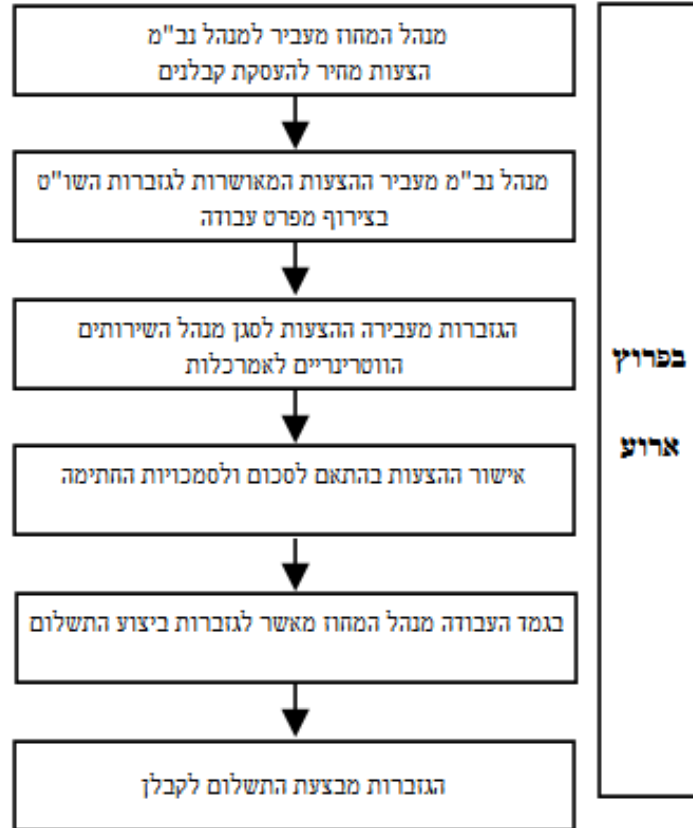 מנהל המחוז מעביר למנהל נב"מ
הצעות מחיר להעסקת קבלנים
מנהל נב"מ מעביר ההצעות המאושרות לגזברות השו"ט
בצירוף מפרט עבודה
הגזברות מעבירה ההצעות לסגן מנהל השירותים
הווטרינריים לאמרכלות
אישור ההצעות בהתאם לסכום ולסמכויות החתימה
בגמד העבודה מנהל המחוז מאשר לגזברות ביצוע התשלום
הגזברות מבצעת התשלום לקבלן
בפרוץ
ארוע